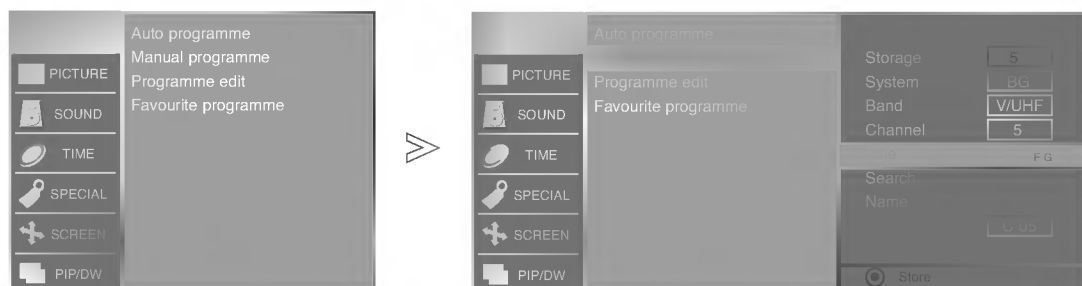 Auto programme
Manual programme
PICTURE
Programme edit
SOUND
Favourite programme
TIME
SPECIAL
SCREEN
PIP/DW
Auto programme
PICTURE
Programme edit
SOUND
Favourite programme
TIME
SPECIAL
SCREEN
PIP/DW
Storage 5
System BG
Band V/UHF
Channel 5
F G
Search
Name
C 05
Store